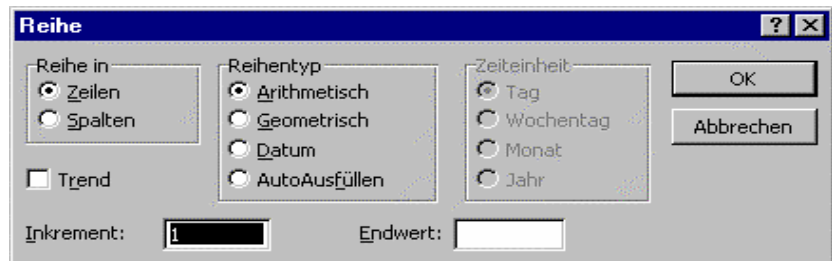 Reihe
Reihe in
Zeilen
Spalten
Trend
Reihentyp
Arithmetisch
Geometrisch
Datum
AutoAusfüllen
Zeiteinheit
Tag
Wochentag
Monat
Jahr
OK
Abbrechen
Inkrement: 1
Endwert: